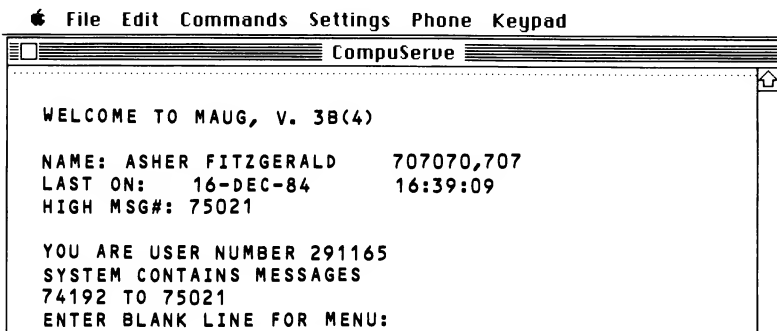 File Edit Commands Settings Phone Keypad
CompuServe
WELCOME TO MAUG, V. 3B(4)
NAME: ASHER FITZGERALD 707070,707
LAST ON: 16-DEC-84 16:39:09
HIGH MSG#: 75021
YOU ARE USER NUMBER 291165
SYSTEM CONTAINS MESSAGES
74192 TO 75021
ENTER BLANK LINE FOR MENU: